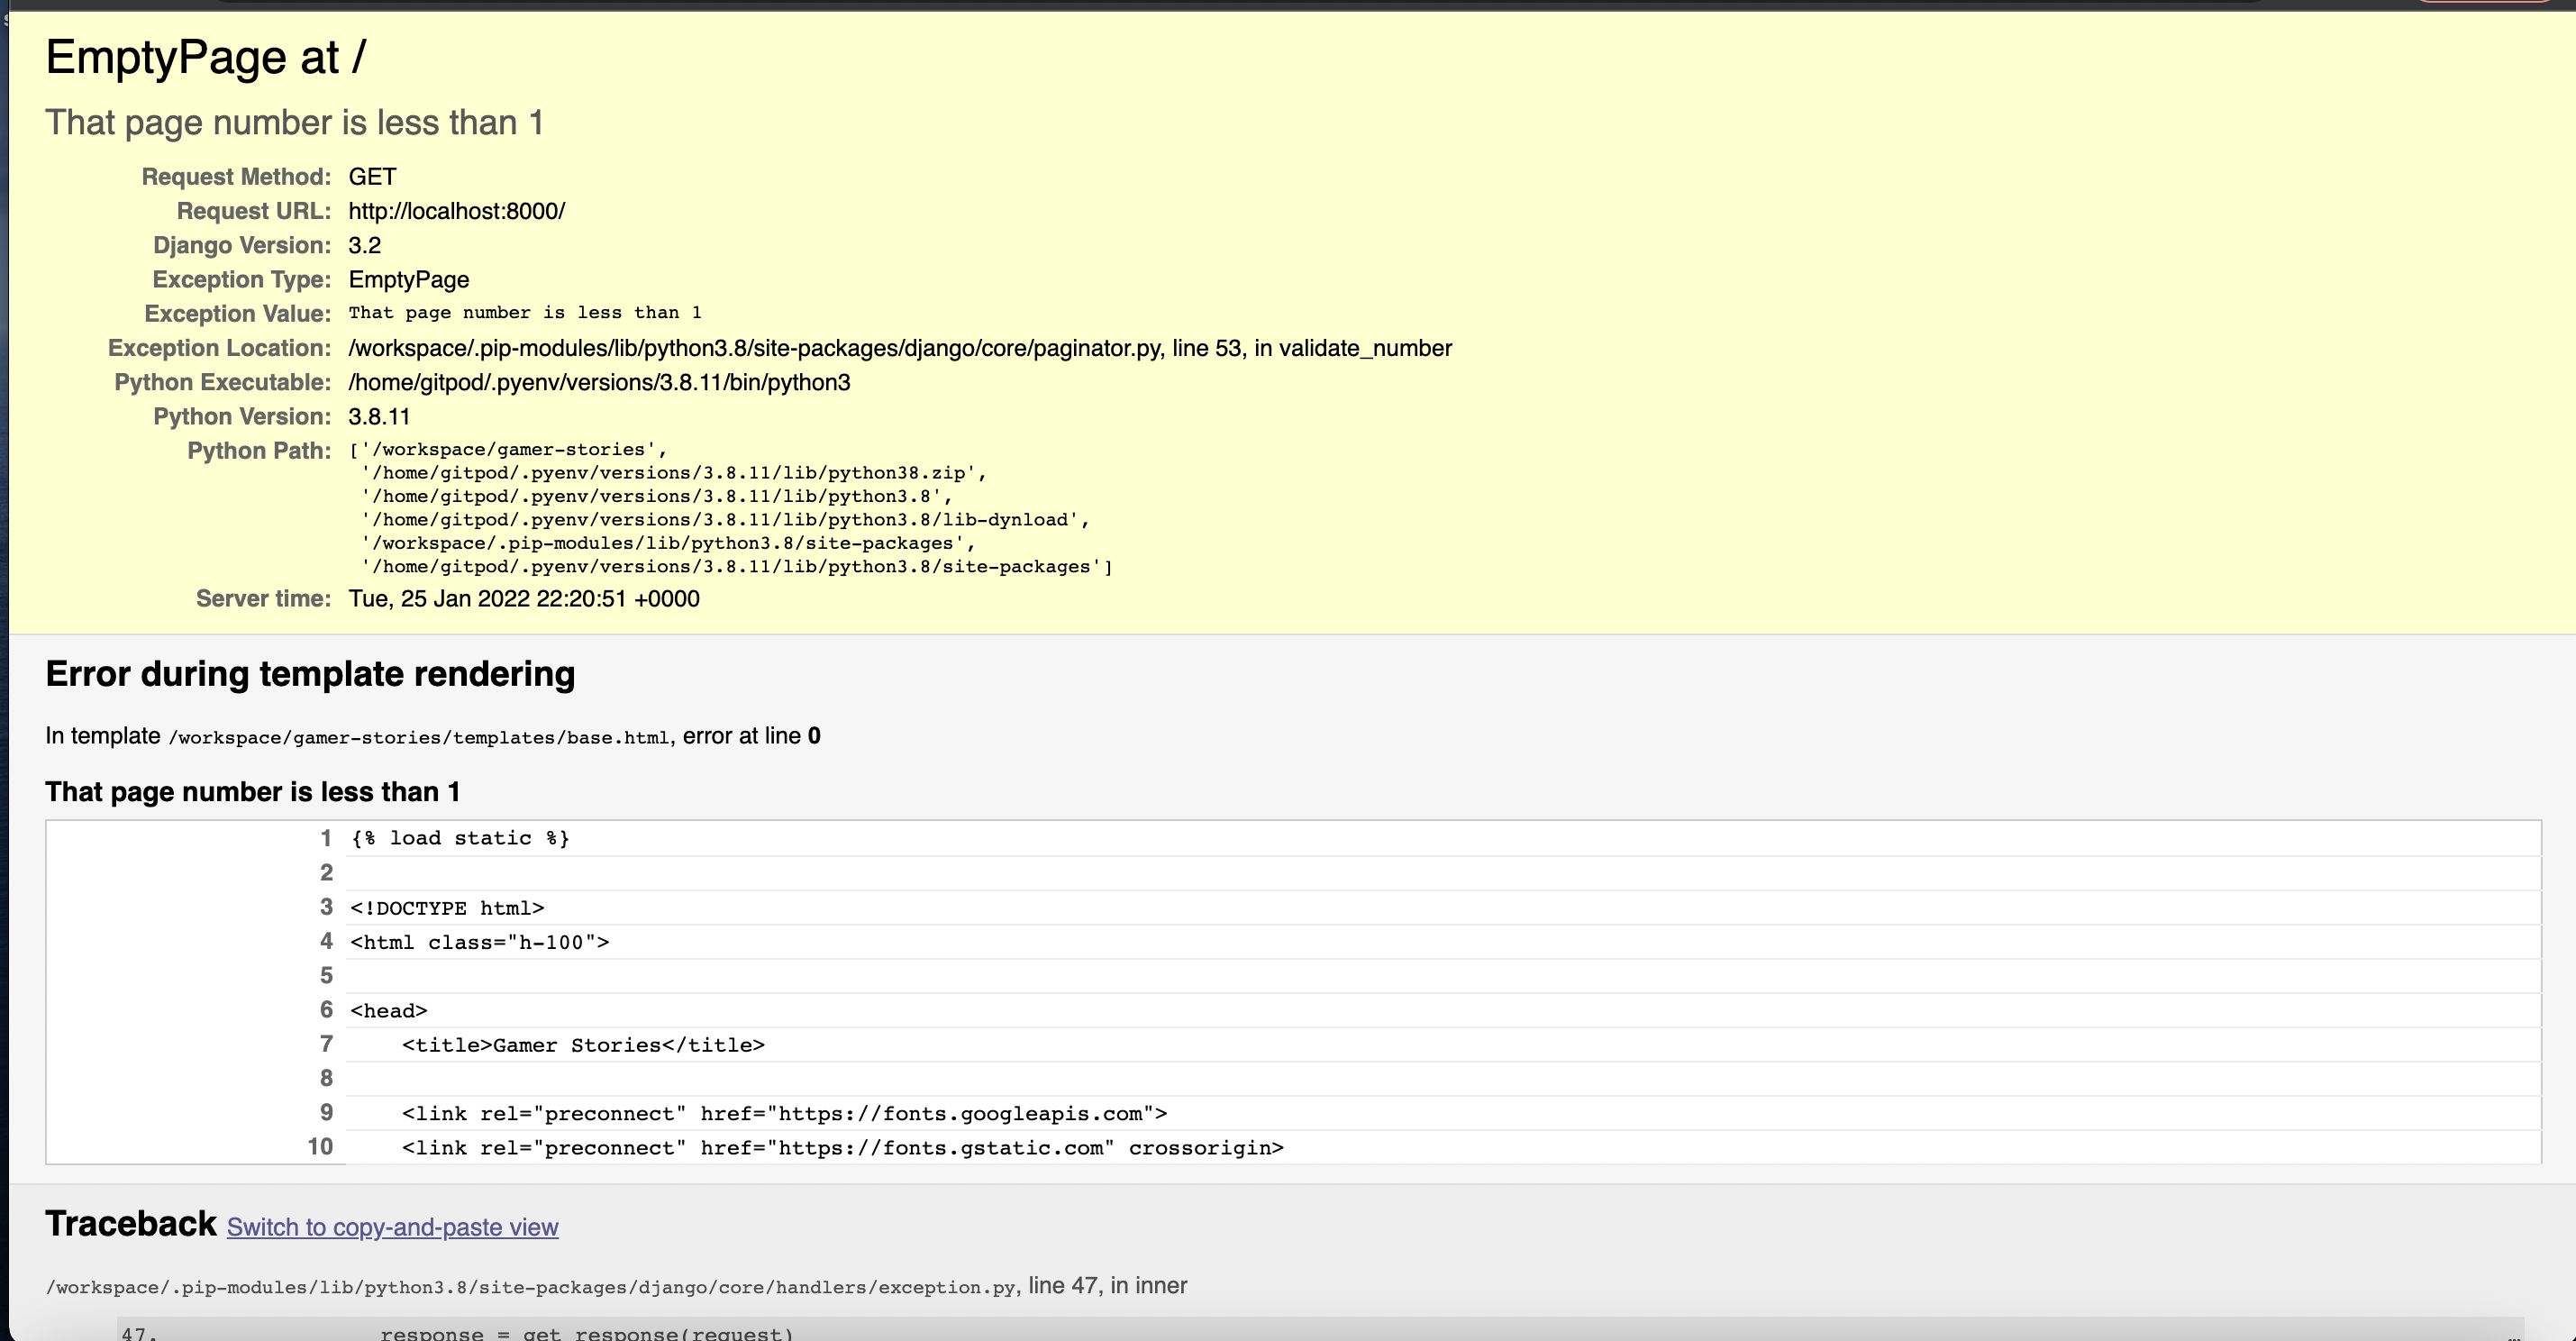 EmptyPage at /
That page number is less than 1
Request Method: GET
Request URL: http://localhost:8000/
Django Version: 3.2
Exception Type: EmptyPage
Exception Value: That page number is less than 1
Exception Location: /workspace/.pip-modules/lib/python3.8/site-packages/django/core/paginator.py, line 53, in validate_number
Python Executable: /home/gitpod/.pyenv/versions/3.8.11/bin/python3
Python Version: 3.8.11
Python Path: ['/workspace/gamer-stories',
'/home/gitpod/.pyenv/versions/3.8.11/lib/python38.zip',
'/home/gitpod/.pyenv/versions/3.8.11/lib/python3.8',
'/home/gitpod/.pyenv/versions/3.8.11/lib/python3.8/lib-dynload',
'/workspace/.pip-modules/lib/python3.8/site-packages',
'/home/gitpod/.pyenv/versions/3.8.11/lib/python3.8/site-packages']
Server time: Tue, 25 Jan 2022 22:20:51 +0000
Error during template rendering
In template /workspace/gamer-stories/templates/base.html, error at line 0
That page number is less than 1
1 {% load static %}
2
3 <!DOCTYPE html>
4 <html class="h-100">
5
6 <head>
7 <title>Gamer Stories</title>
8
9 <link rel="preconnect" href="https://fonts.googleapis.com">
10 <link rel="preconnect" href="https://fonts.gstatic.com" crossorigin>
Traceback Switch to copy-and-paste view
/workspace/.pip-modules/lib/python3.8/site-packages/django/core/handlers/exception.py, line 47, in inner
47. response = get_response(request) …